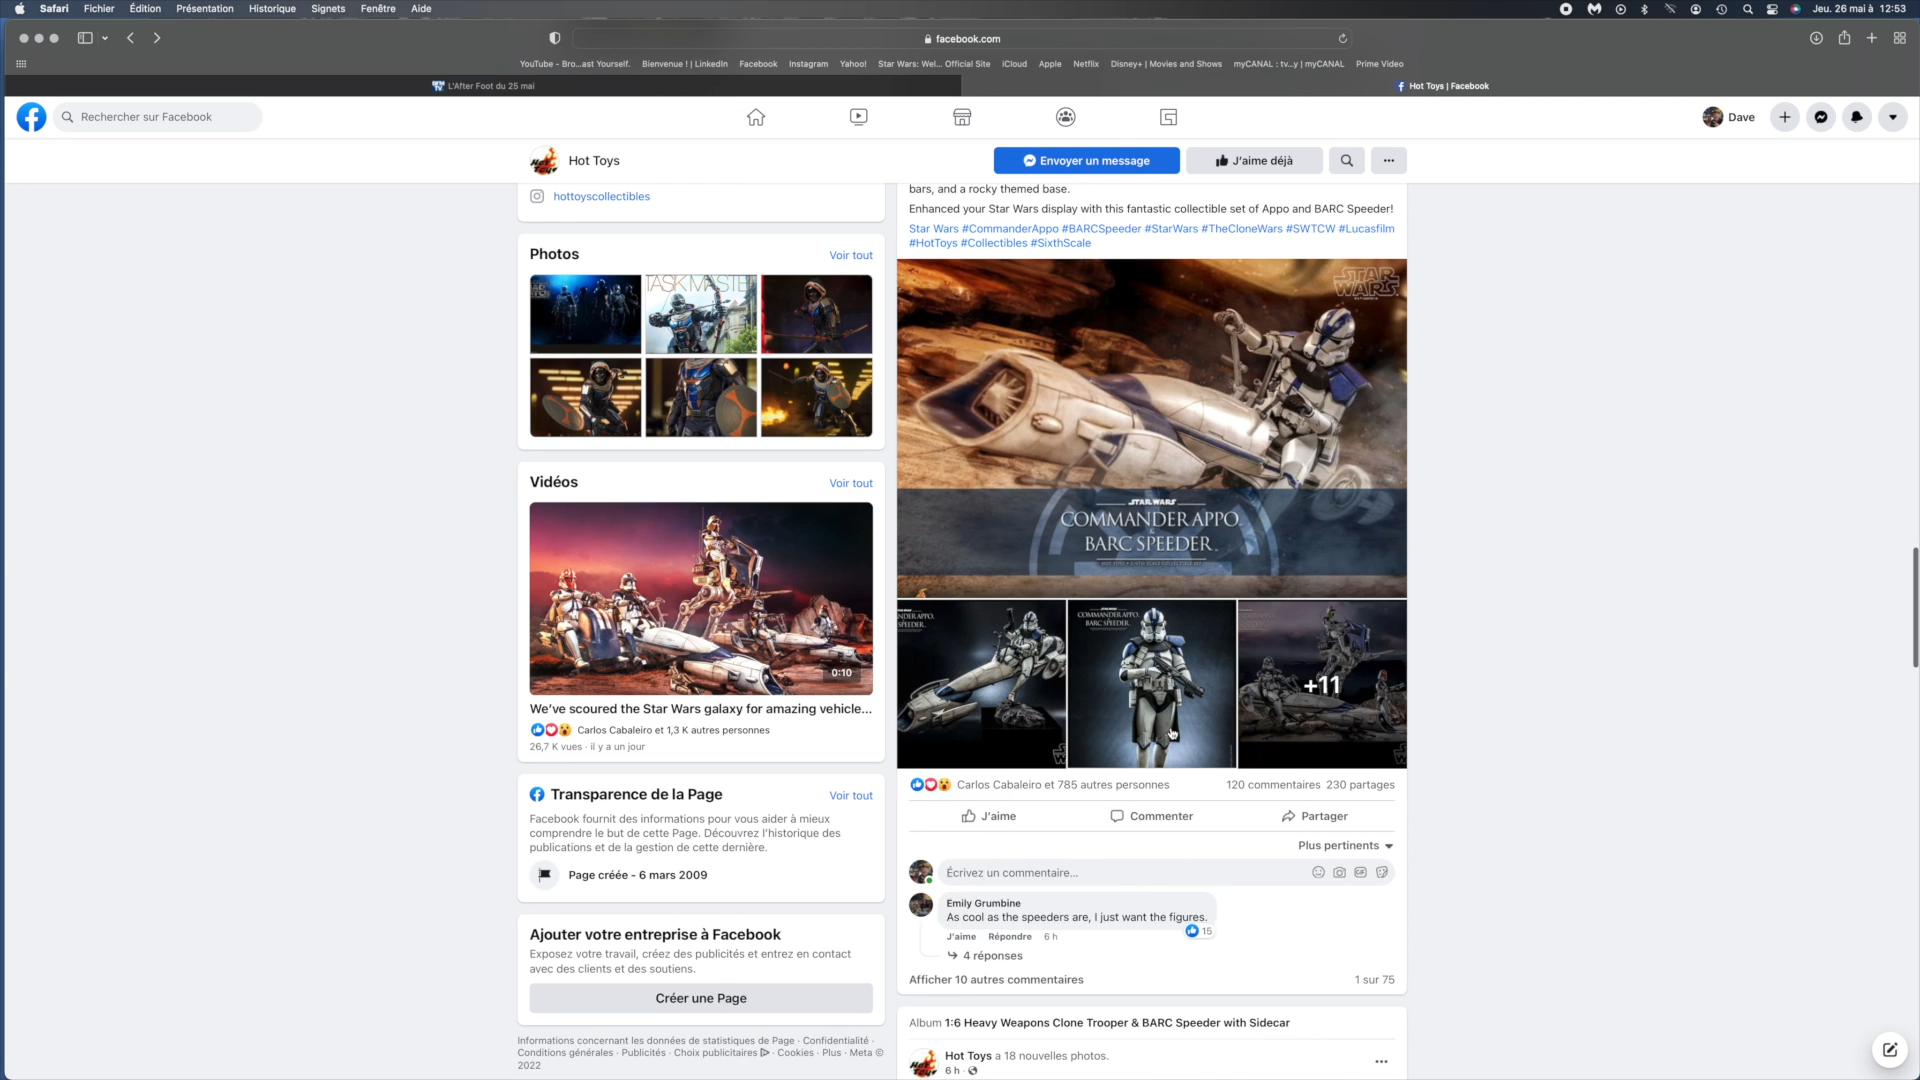 Safari Fichier Édition Présentation Historique Signets Fenêtre Aide
Jeu. 26 mai à 12:53
facebook.com
YouTube - Bro...ast Yourself. Bienvenue ! | LinkedIn Facebook Instagram Yahoo! Star Wars: Wel... Official Site iCloud Apple Netflix Disney+ | Movies and Shows myCANAL : tv...y | myCANAL Prime Video
L'After Foot du 25 mai
Hot Toys | Facebook
Rechercher sur Facebook
Dave
Hot Toys
Envoyer un message
J'aime déjà
hottoyscollectibles
Photos
Voir tout
TASKMASTE
Vidéos
Voir tout
0:10
We've scoured the Star Wars galaxy for amazing vehicle...
Carlos Cabaleiro et 1,3 K autres personnes
26,7 K vues · il y a un jour
Transparence de la Page
Voir tout
Facebook fournit des informations pour vous aider à mieux
comprendre le but de cette Page. Découvrez l'historique des
publications et de la gestion de cette dernière.
Page créée - 6 mars 2009
Ajouter votre entreprise à Facebook
Exposez votre travail, créez des publicités et entrez en contact
avec des clients et des soutiens.
Créer une Page
Informations concernant les données de statistiques de Page · Confidentialité ·
Conditions générales · Publicités · Choix publicitaires · Cookies · Plus · Meta ©
2022
bars, and a rocky themed base.
Enhanced your Star Wars display with this fantastic collectible set of Appo and BARC Speeder!
Star Wars #CommanderAppo #BARCSpeeder #StarWars #TheCloneWars #SWTCW #Lucasfilm
#HotToys #Collectibles #SixthScale
STAR
WARS
STAR WARS
COMMANDER APPO
BARC SPEEDER
COMMANDER APPO
SPEEDER
+11
Carlos Cabaleiro et 785 autres personnes
120 commentaires 230 partages
J'aime
Commenter
Partager
Plus pertinents
Écrivez un commentaire...
GIF
Emily Grumbine
As cool as the speeders are, I just want the figures.
15
J'aime Répondre 6 h
4 réponses
Afficher 10 autres commentaires
1 sur 75
Album 1:6 Heavy Weapons Clone Trooper & BARC Speeder with Sidecar
Hot Toys a 18 nouvelles photos.
6 h ·